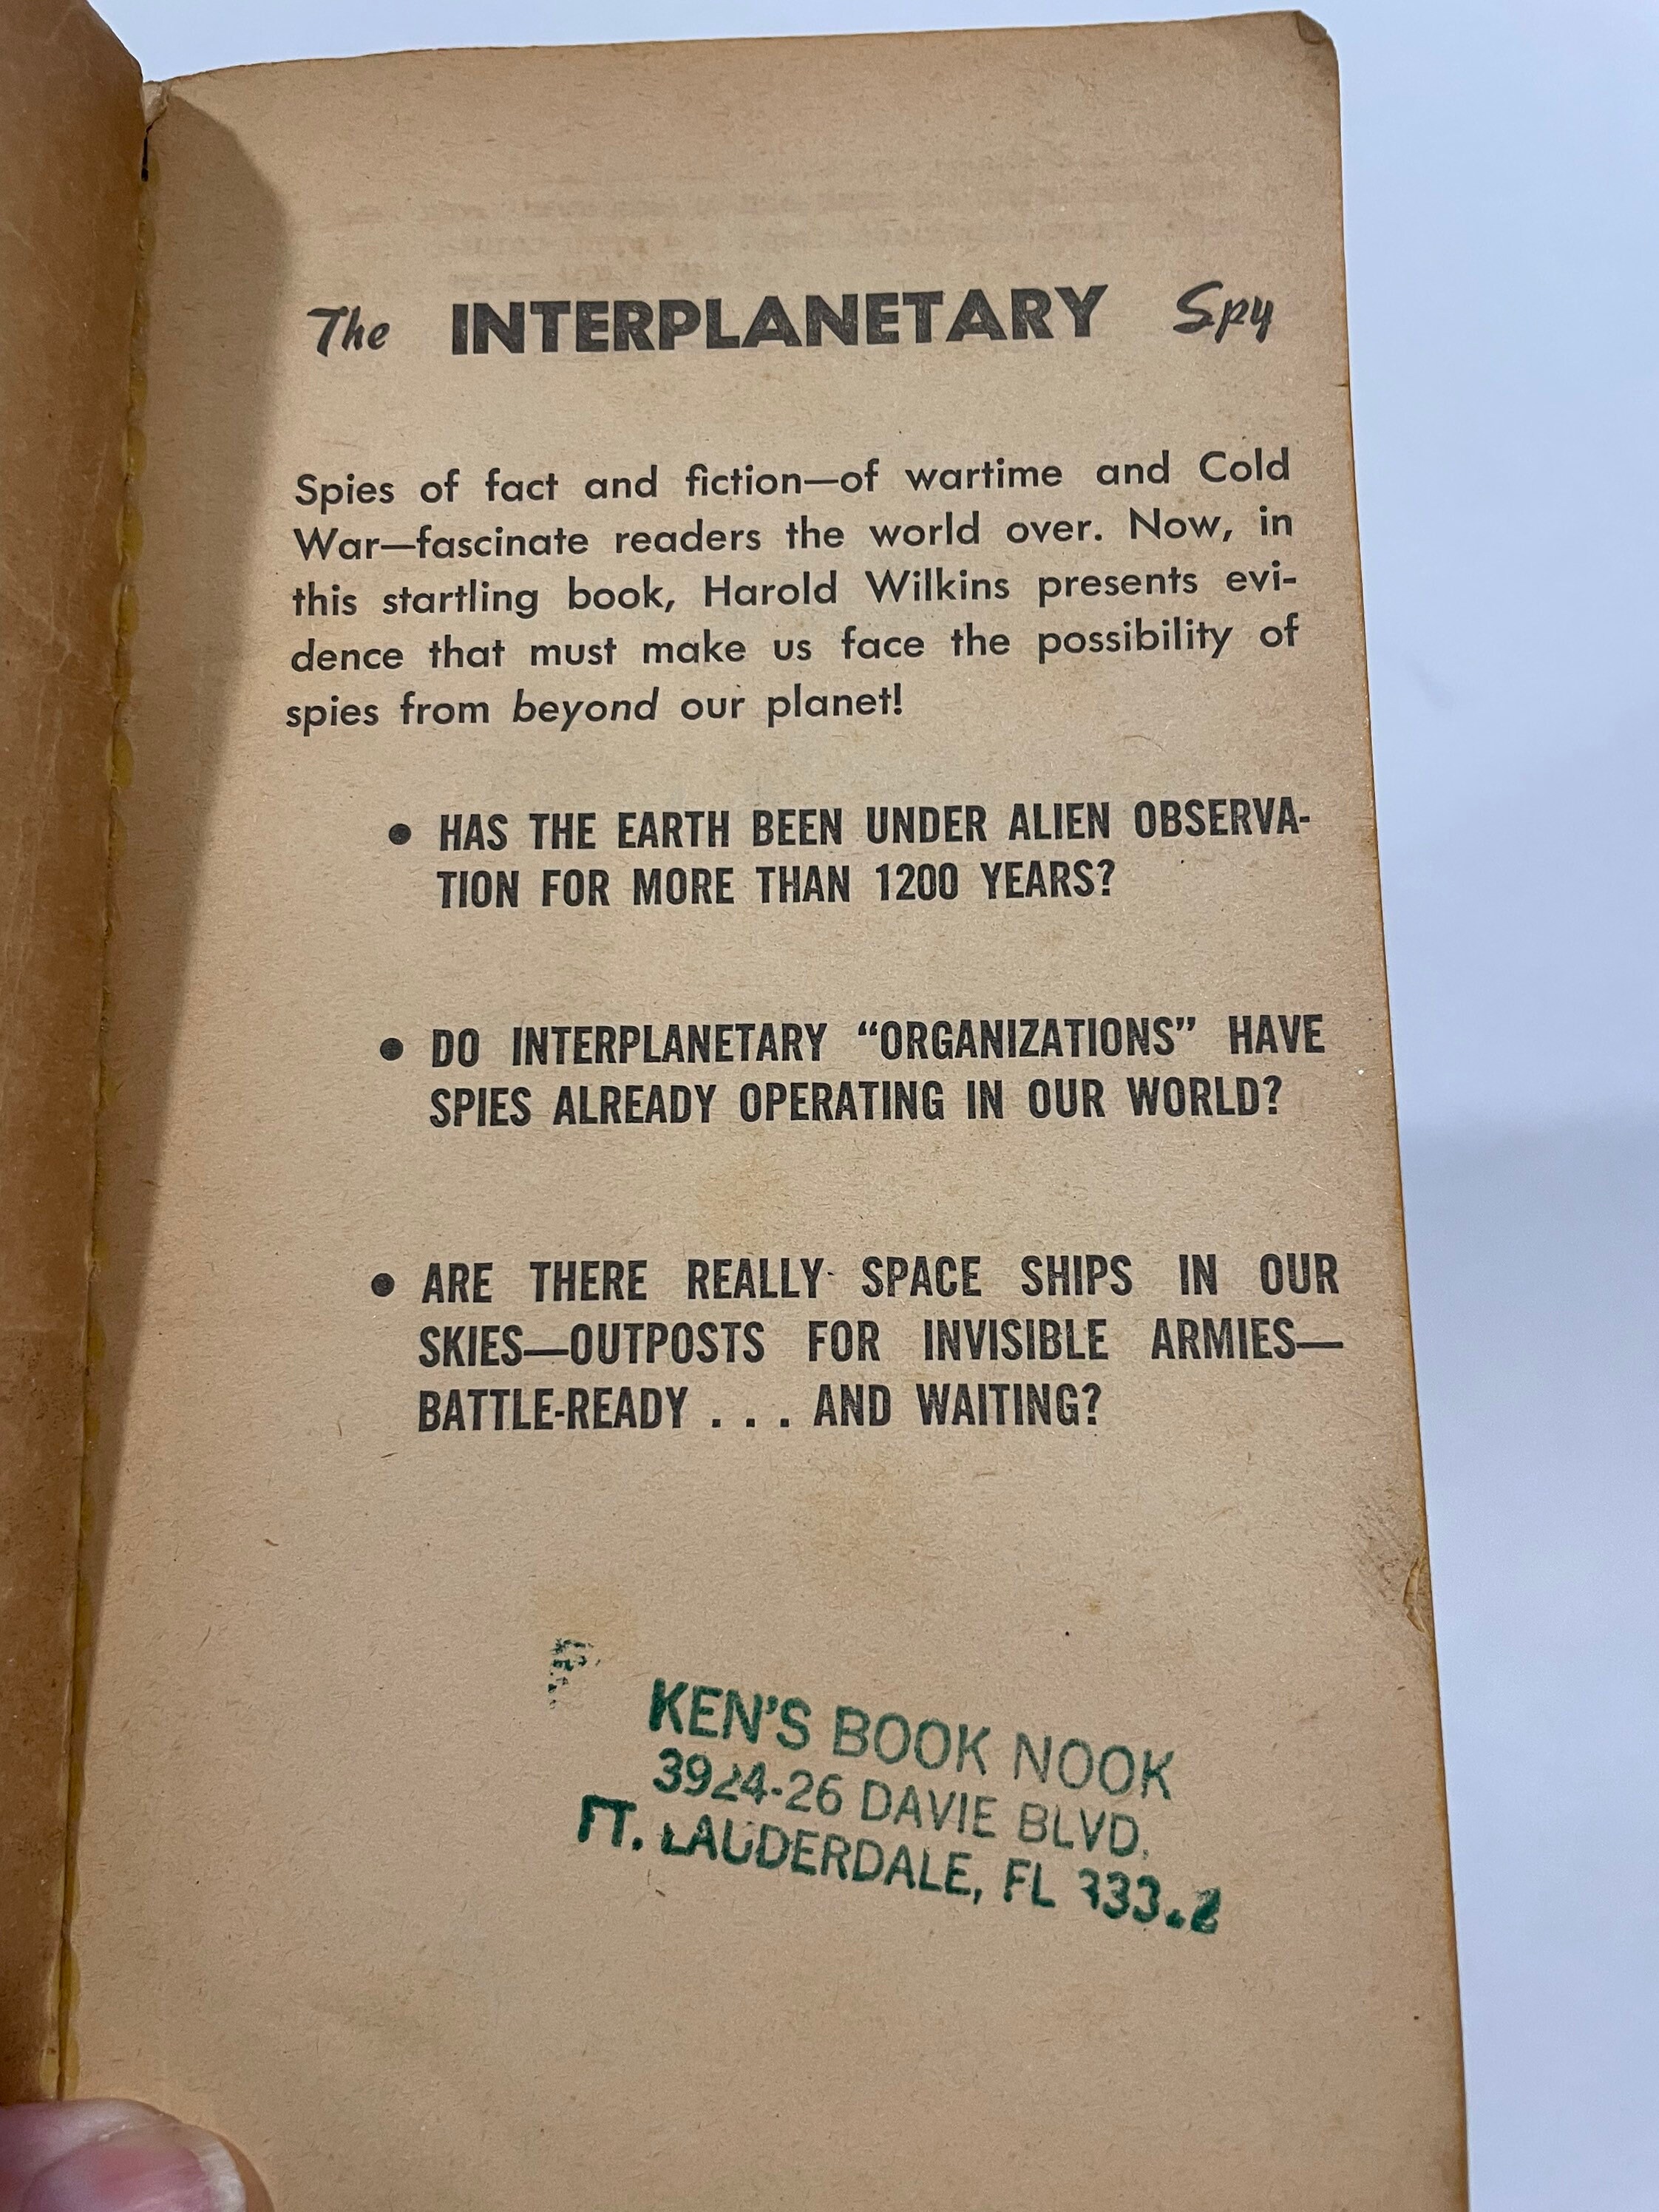 The INTERPLANETARY Spy
Spies of fact and fiction—of wartime and Cold
War—fascinate readers the world over. Now, in
this startling book, Harold Wilkins presents evi-
dence that must make us face the possibility of
spies from beyond our planet!
• HAS THE EARTH BEEN UNDER ALIEN OBSERVA-
TION FOR MORE THAN 1200 YEARS?
• DO INTERPLANETARY “ORGANIZATIONS” HAVE
SPIES ALREADY OPERATING IN OUR WORLD?
• ARE THERE REALLY SPACE SHIPS IN OUR
SKIES—OUTPOSTS FOR INVISIBLE ARMIES—
BATTLE-READY . . . AND WAITING?
KEN'S BOOK NOOK
3924-26 DAVIE BLVD.
FT. LAUDERDALE, FL